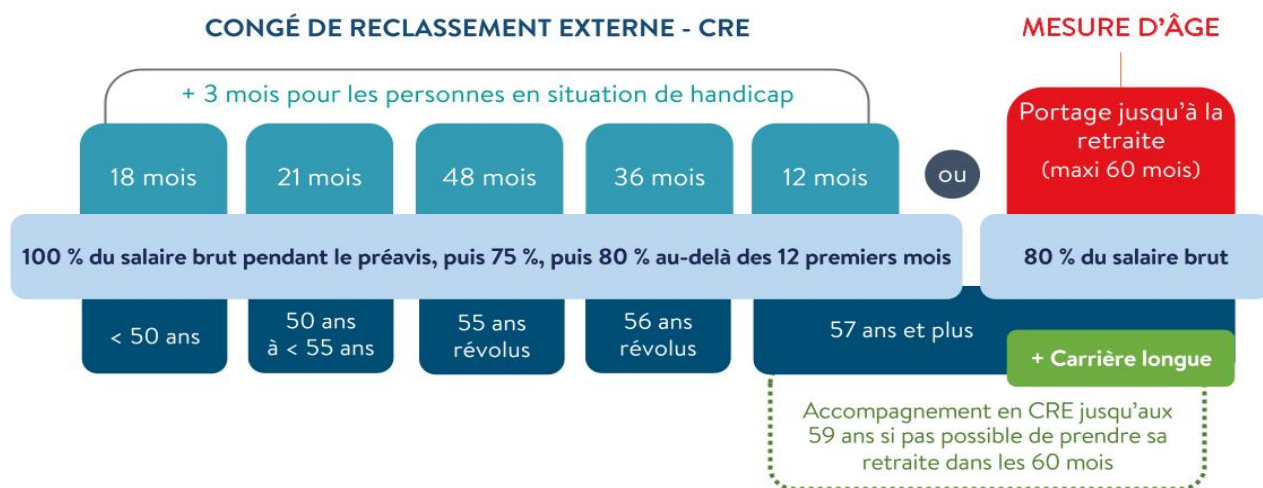 CONGÉ DE RECLASSEMENT EXTERNE - CRE
MESURE D’ÂGE
+ 3 mois pour les personnes en situation de handicap
18 mois
21 mois
48 mois
36 mois
12 mois
ou
Portage jusqu’à la
retraite
(maxi 60 mois)
100 % du salaire brut pendant le préavis, puis 75 %, puis 80 % au-delà des 12 premiers mois
80 % du salaire brut
< 50 ans
50 ans
à < 55 ans
55 ans
révolus
56 ans
révolus
57 ans et plus
+ Carrière longue
Accompagnement en CRE jusqu’aux
59 ans si pas possible de prendre sa
retraite dans les 60 mois